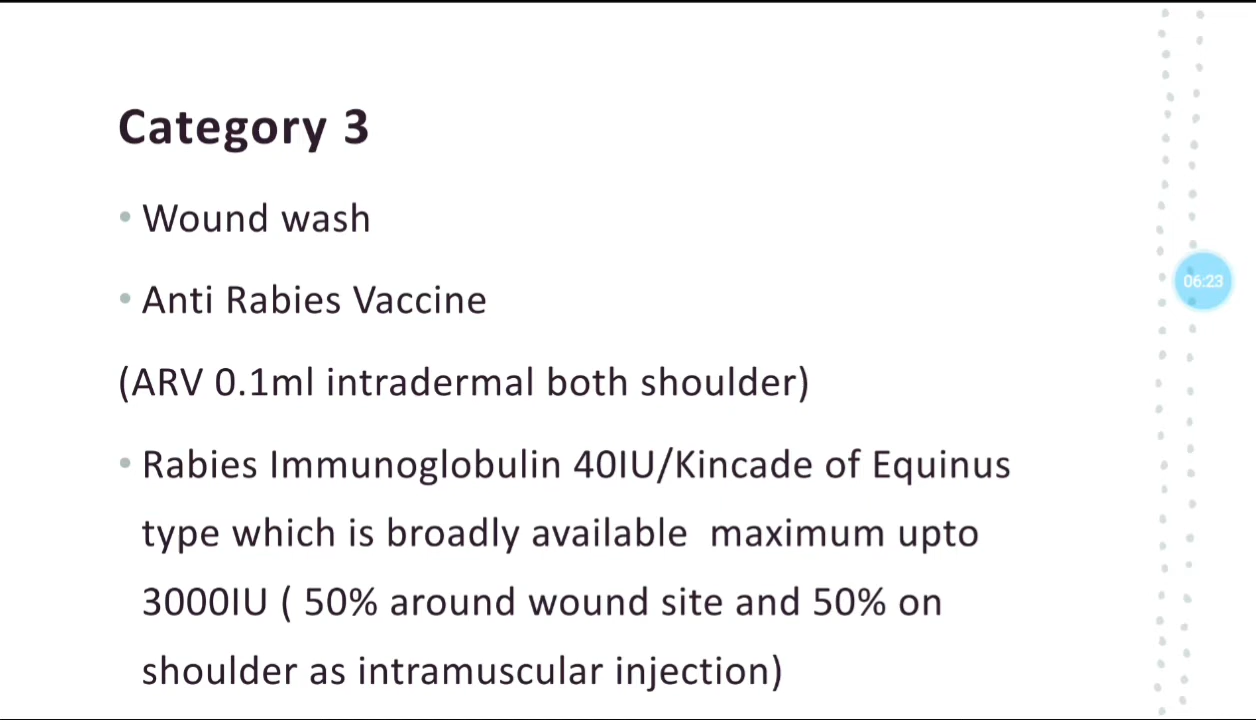 Category 3
• Wound wash
• Anti Rabies Vaccine
(ARV 0.1ml intradermal both shoulder)
• Rabies Immunoglobulin 40IU/Kincade of Equinus
type which is broadly available maximum upto
3000IU ( 50% around wound site and 50% on
shoulder as intramuscular injection)
06:23